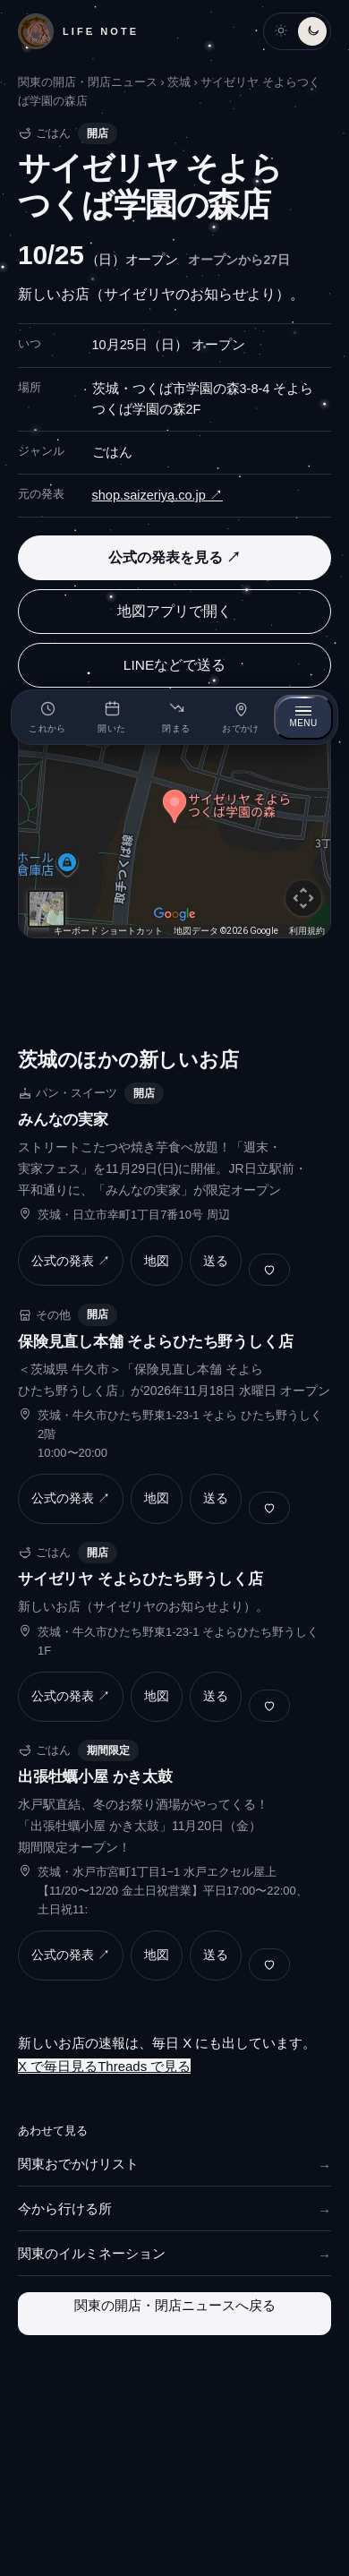 LIFE NOTE
関東の開店・閉店ニュース › 茨城 › サイゼリヤ そよらつく
ば学園の森店
ごはん 開店
サイゼリヤ そよら
つくば学園の森店
10/25（日）オープン オープンから27日
新しいお店（サイゼリヤのお知らせより）。
いつ 10月25日（日） オープン
場所 茨城・つくば市学園の森3-8-4 そよら
つくば学園の森2F
ジャンル ごはん
元の発表 shop.saizeriya.co.jp ↗
公式の発表を見る ↗
地図アプリで開く
LINEなどで送る
これから 開いた 閉まる おでかけ MENU
サイゼリヤ そよら
つくば学園の森
3丁
ホール
倉庫店
取手つくば線
Google
キーボード ショートカット 地図データ ©2026 Google 利用規約
茨城のほかの新しいお店
パン・スイーツ 開店
みんなの実家
ストリートこたつや焼き芋食べ放題！「週末・
実家フェス」を11月29日(日)に開催。JR日立駅前・
平和通りに、「みんなの実家」が限定オープン
茨城・日立市幸町1丁目7番10号 周辺
公式の発表 ↗ 地図 送る
その他 開店
保険見直し本舗 そよらひたち野うしく店
＜茨城県 牛久市＞「保険見直し本舗 そよら
ひたち野うしく店」が2026年11月18日 水曜日 オープン
茨城・牛久市ひたち野東1-23-1 そよら ひたち野うしく
2階
10:00〜20:00
公式の発表 ↗ 地図 送る
ごはん 開店
サイゼリヤ そよらひたち野うしく店
新しいお店（サイゼリヤのお知らせより）。
茨城・牛久市ひたち野東1-23-1 そよらひたち野うしく
1F
公式の発表 ↗ 地図 送る
ごはん 期間限定
出張牡蠣小屋 かき太鼓
水戸駅直結、冬のお祭り酒場がやってくる！
「出張牡蠣小屋 かき太鼓」11月20日（金）
期間限定オープン！
茨城・水戸市宮町1丁目1−1 水戸エクセル屋上
【11/20〜12/20 金土日祝営業】平日17:00〜22:00、
土日祝11:
公式の発表 ↗ 地図 送る
新しいお店の速報は、毎日 X にも出しています。
X で毎日見るThreads で見る
あわせて見る
関東おでかけリスト →
今から行ける所 →
関東のイルミネーション →
関東の開店・閉店ニュースへ戻る